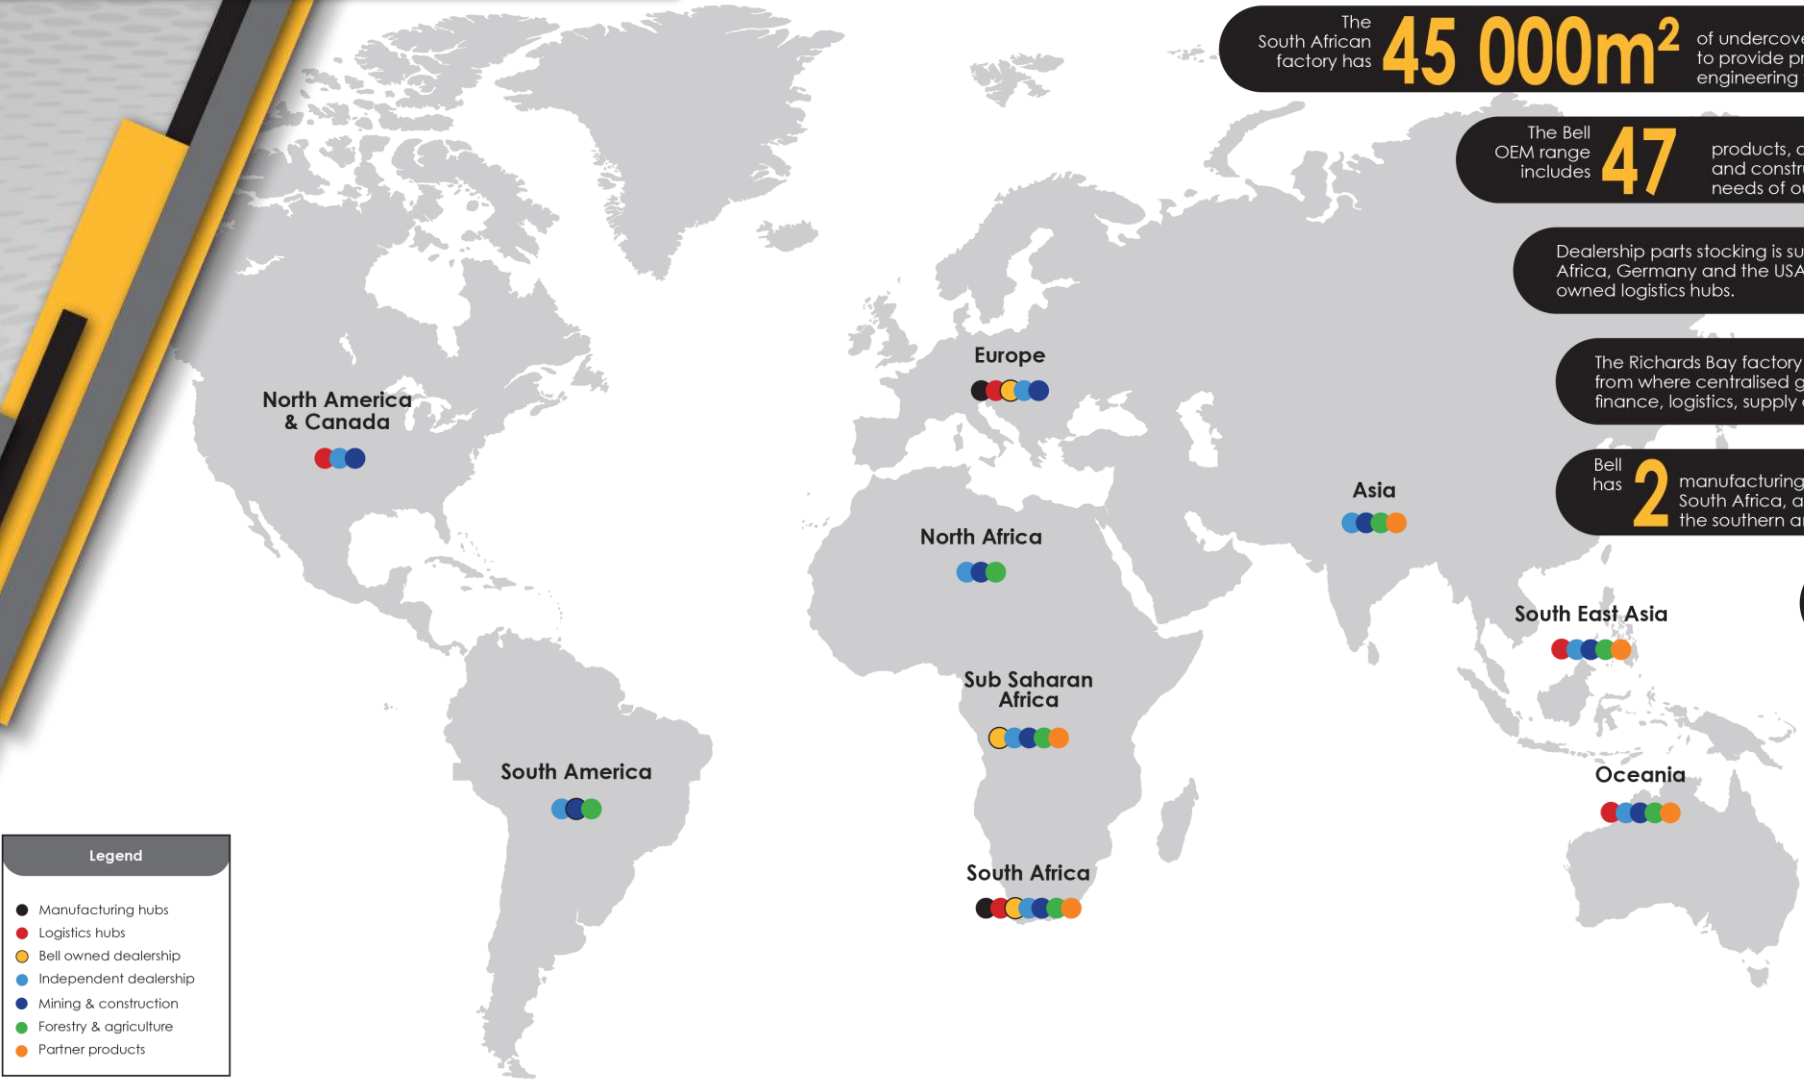 The
South African
factory has
45 000m²
of undercove
to provide pr
engineering
The Bell
OEM range
includes
47
products, c
and constru
needs of ou
Dealership parts stocking is su
Africa, Germany and the USA
owned logistics hubs.
The Richards Bay factory
from where centralised g
finance, logistics, supply
Bell
has
2
manufacturing
South Africa, a
the southern a
Europe
North America
& Canada
Asia
North Africa
South East Asia
Sub Saharan
Africa
South America
Oceania
South Africa
Legend
Manufacturing hubs
Logistics hubs
Bell owned dealership
Independent dealership
Mining & construction
Forestry & agriculture
Partner products